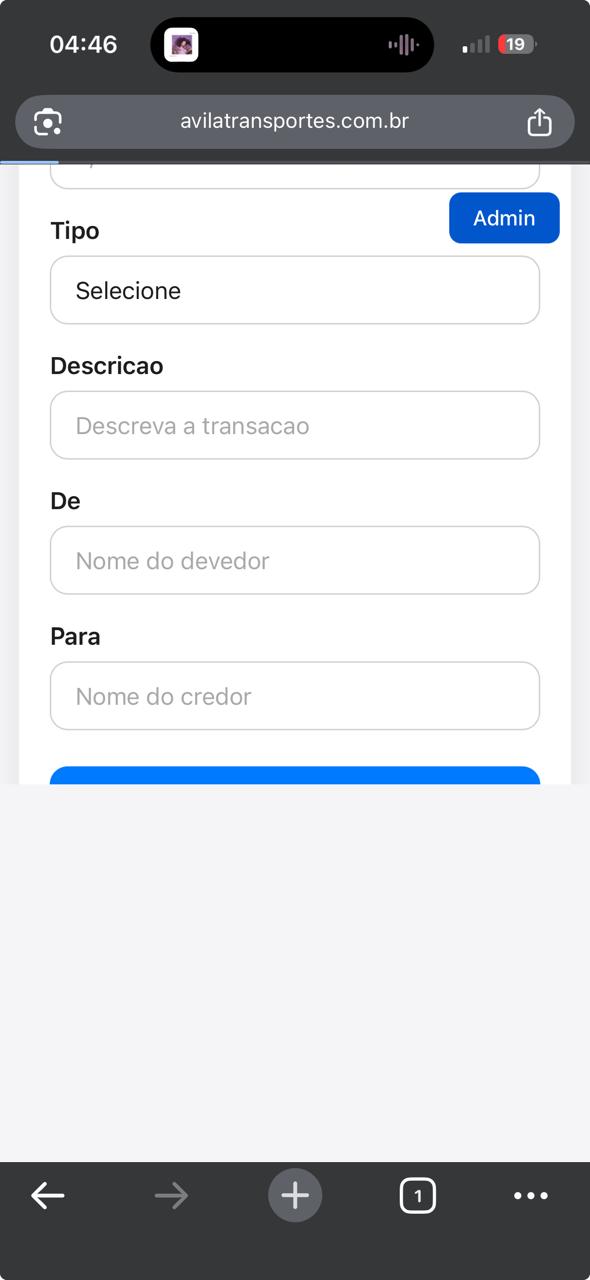 04:46
19
avilatransportes.com.br
Admin
Tipo
Selecione
Descricao
Descreva a transacao
De
Nome do devedor
Para
Nome do credor
1